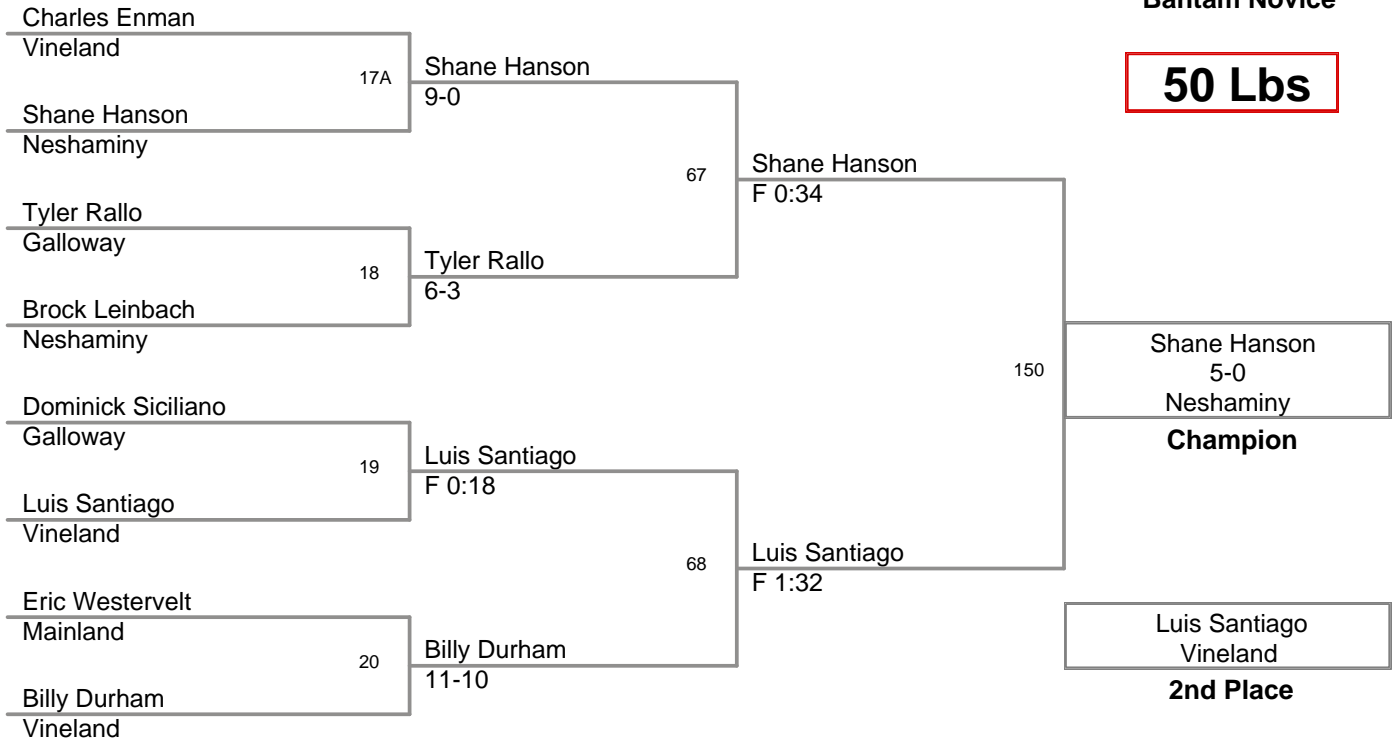 Bantam Novice
50 Lbs
Charles Enman
Vineland
17A
Shane Hanson
Neshaminy
Shane Hanson
9-0
Tyler Rallo
Galloway
18
Brock Leinbach
Neshaminy
Tyler Rallo
6-3
67
Shane Hanson
F 0:34
Dominick Siciliano
Galloway
19
Luis Santiago
Vineland
Luis Santiago
F 0:18
Eric Westervelt
Mainland
20
Billy Durham
Vineland
Billy Durham
11-10
68
Luis Santiago
F 1:32
150
Shane Hanson
5-0
Neshaminy
Champion
Luis Santiago
Vineland
2nd Place